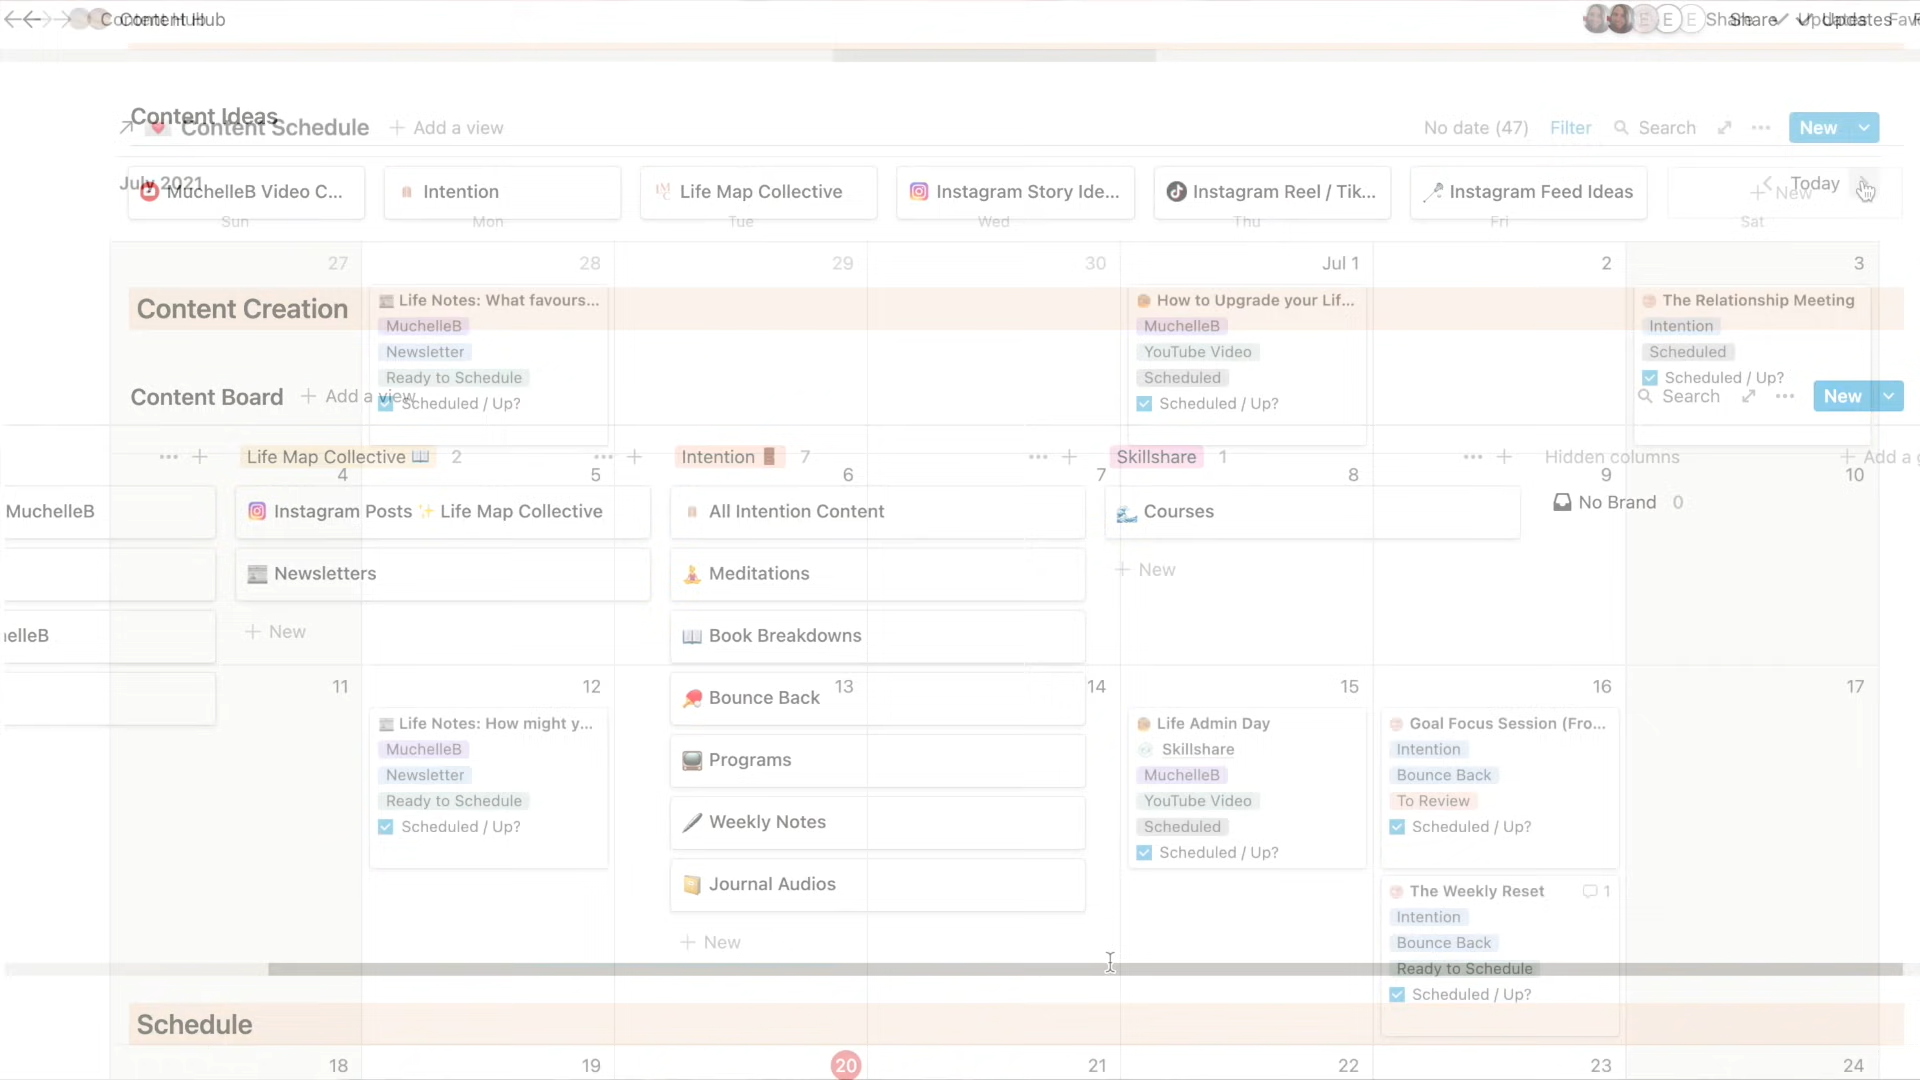 Content Hub
Content Hub
E E E Share Share Updates Updates Fav
Content Ideas
Content Schedule + Add a view
No date (47) Filter Search ••• New
July 2021
Today
MuchelleB Video C...
Intention
Life Map Collective
Instagram Story Ide...
Instagram Reel / Tik...
Instagram Feed Ideas
+ New
Sun Mon Tue Wed Thu Fri Sat
27 28 29 30 Jul 1 2 3
Content Creation
Life Notes: What favours...
MuchelleB
Newsletter
Ready to Schedule
Scheduled / Up?
How to Upgrade your Lif...
MuchelleB
YouTube Video
Scheduled
Scheduled / Up?
The Relationship Meeting
Intention
Scheduled
Scheduled / Up?
Content Board + Add a view
Search ••• New
••• + Life Map Collective 2 ••• + Intention 7 ••• + Skillshare 1 ••• + Hidden columns + Add a g
4 5 6 7 8 9 10
MuchelleB
elleB
Instagram Posts ✨ Life Map Collective
Newsletters
+ New
All Intention Content
Meditations
Book Breakdowns
Bounce Back
Programs
Weekly Notes
Journal Audios
+ New
Courses
+ New
No Brand 0
11 12 13 14 15 16 17
Life Notes: How might y...
MuchelleB
Newsletter
Ready to Schedule
Scheduled / Up?
Life Admin Day
Skillshare
MuchelleB
YouTube Video
Scheduled
Scheduled / Up?
Goal Focus Session (Fro...
Intention
Bounce Back
To Review
Scheduled / Up?
The Weekly Reset 1
Intention
Bounce Back
Ready to Schedule
Scheduled / Up?
Schedule
18 19 20 21 22 23 24